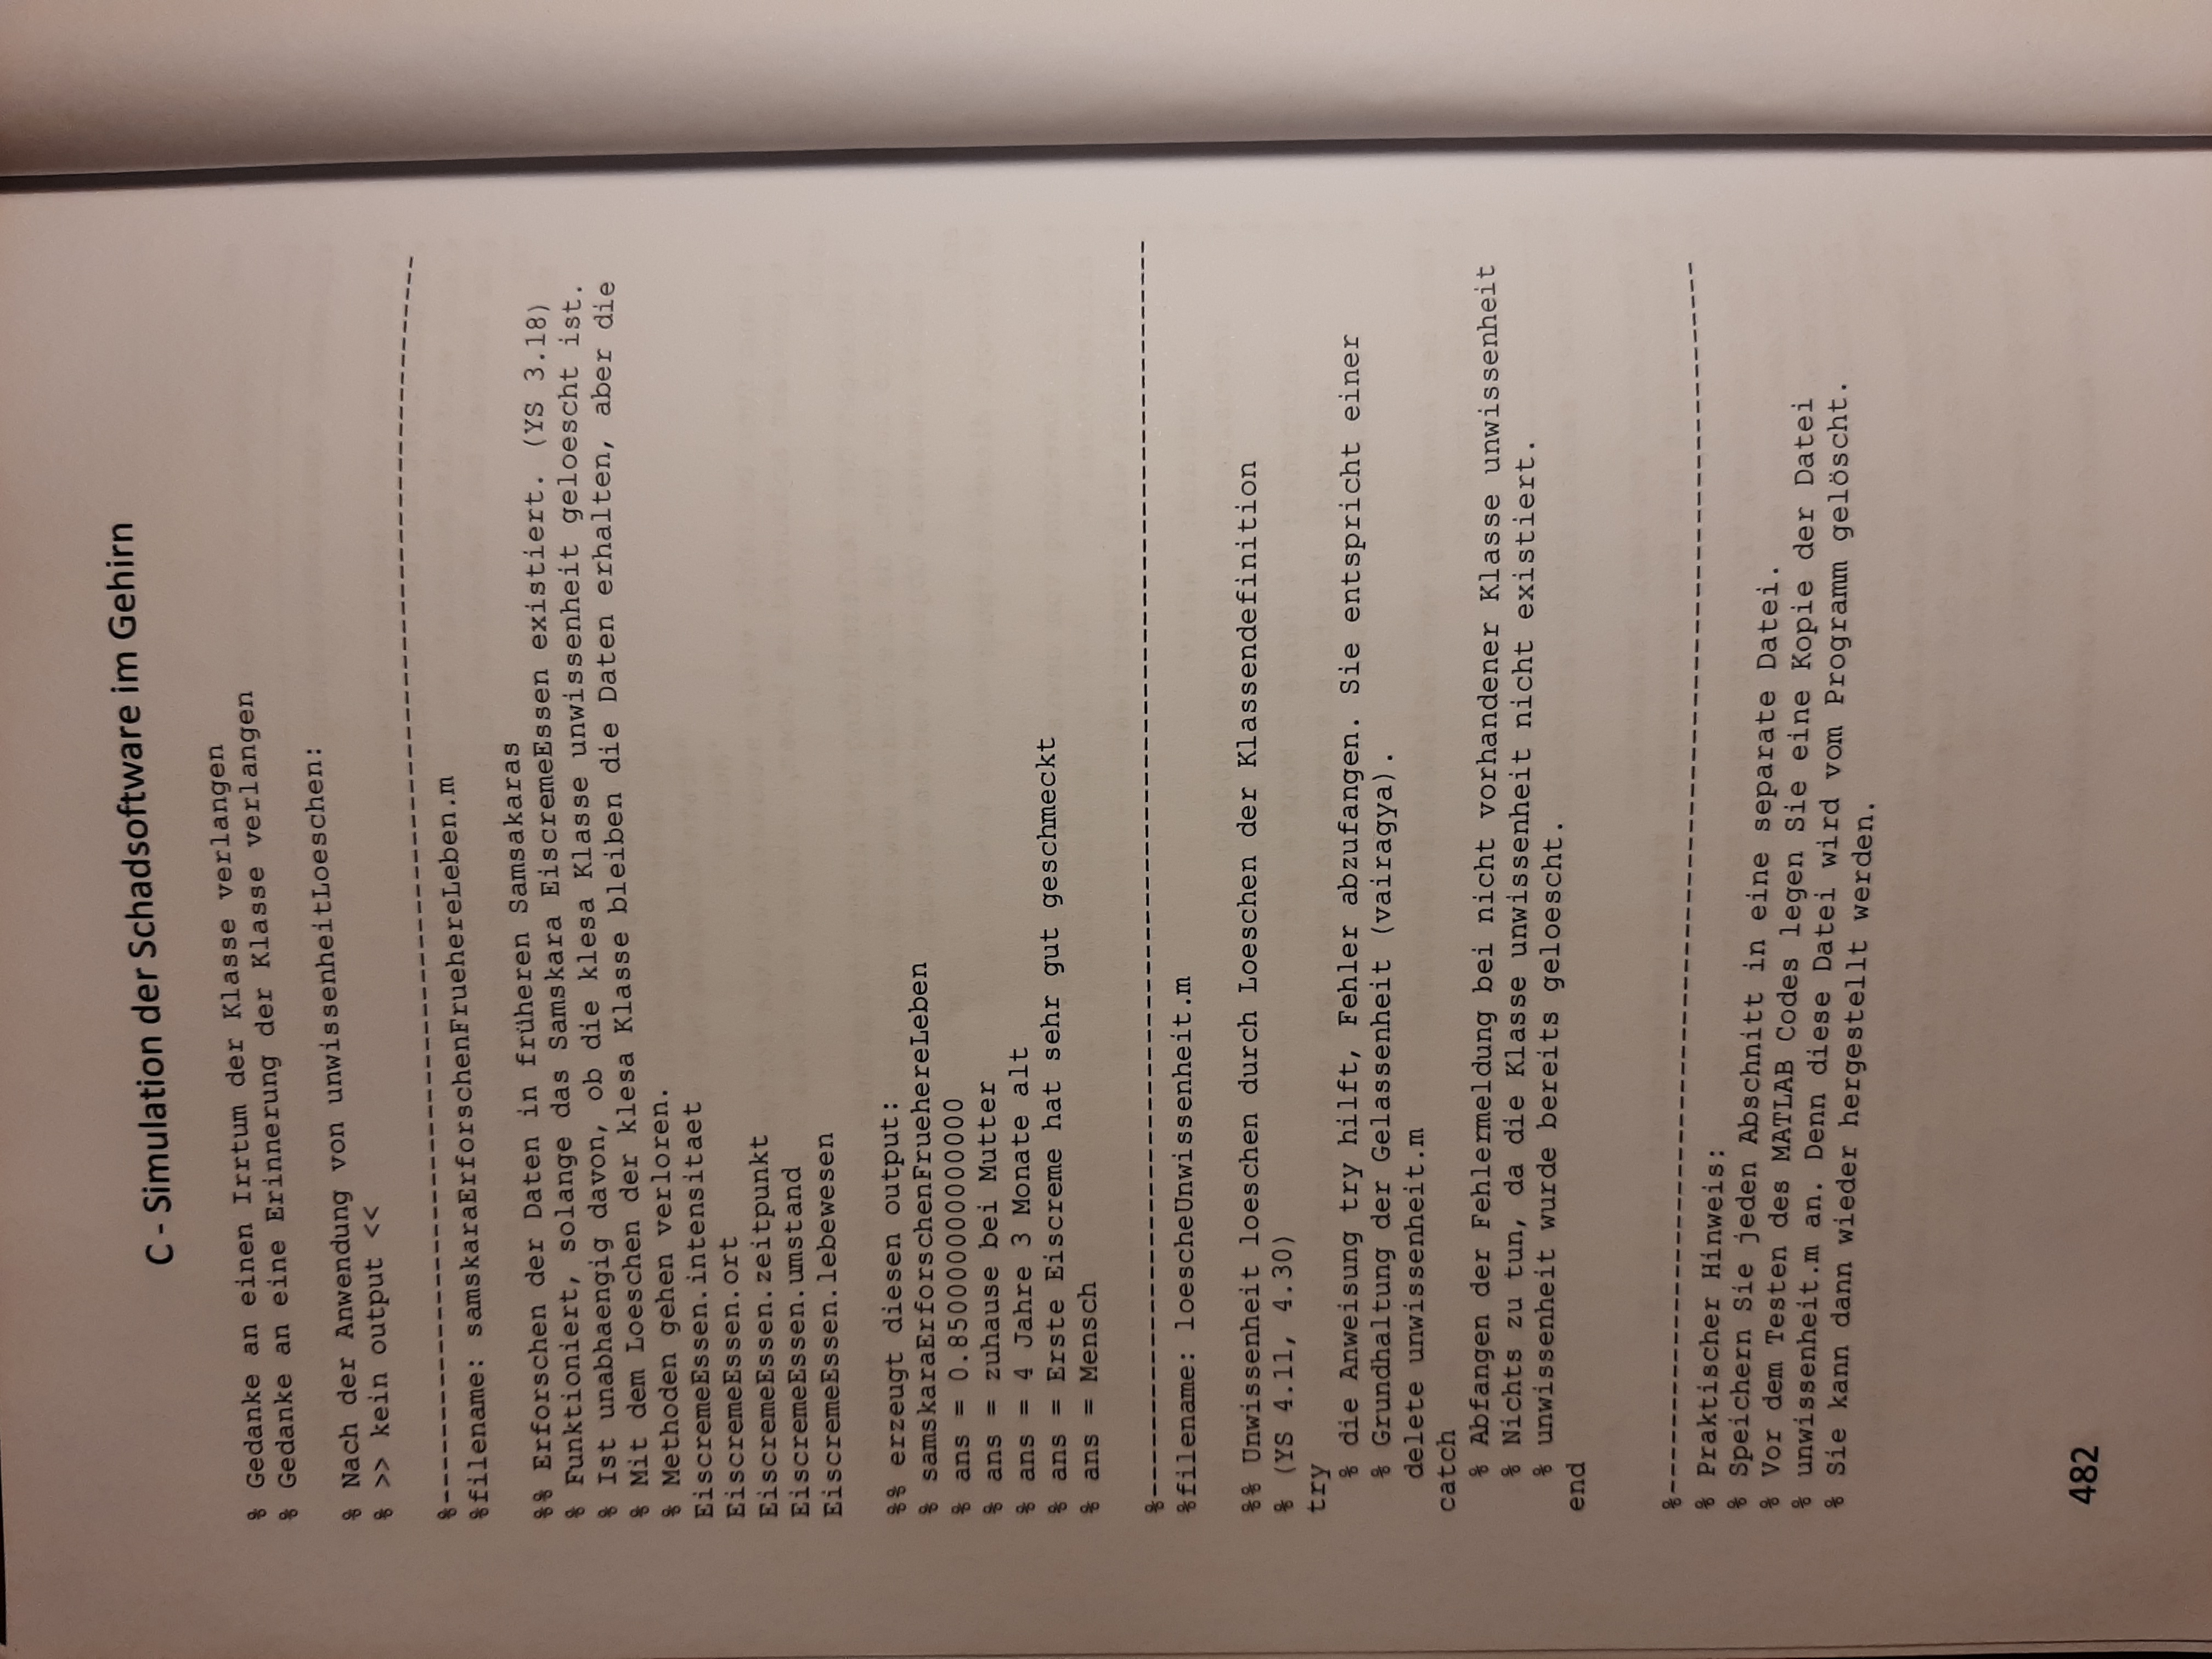 C - Simulation der Schadsoftware im Gehirn
% Gedanke an einen Irrtum der Klasse verlangen
% Gedanke an eine Erinnerung der Klasse verlangen
% Nach der Anwendung von unwissenheitLoeschen:
% >> kein output <<
%----------------------------------------------------------------
%filename: samskaraErforschenFruehereLeben.m
%% Erforschen der Daten in früheren Samsakaras
% Funktioniert, solange das Samskara EiscremeEssen existiert. (YS 3.18)
% Ist unabhaengig davon, ob die klesa Klasse unwissenheit geloescht ist.
% Mit dem Loeschen der klesa Klasse bleiben die Daten erhalten, aber die
% Methoden gehen verloren.
EiscremeEssen.intensitaet
EiscremeEssen.ort
EiscremeEssen.zeitpunkt
EiscremeEssen.umstand
EiscremeEssen.lebewesen
%% erzeugt diesen output:
% samskaraErforschenFruehereLeben
% ans = 0.850000000000000
% ans = zuhause bei Mutter
% ans = 4 Jahre 3 Monate alt
% ans = Erste Eiscreme hat sehr gut geschmeckt
% ans = Mensch
%----------------------------------------------------------------
%filename: loescheUnwissenheit.m
%% Unwissenheit loeschen durch Loeschen der Klassendefinition
% (YS 4.11, 4.30)
try
% die Anweisung try hilft, Fehler abzufangen. Sie entspricht einer
% Grundhaltung der Gelassenheit (vairagya).
delete unwissenheit.m
catch
% Abfangen der Fehlermeldung bei nicht vorhandener Klasse unwissenheit
% Nichts zu tun, da die Klasse unwissenheit nicht existiert.
% unwissenheit wurde bereits geloescht.
end
%----------------------------------------------------------------
% Praktischer Hinweis:
% Speichern Sie jeden Abschnitt in eine separate Datei.
% Vor dem Testen des MATLAB Codes legen Sie eine Kopie der Datei
% unwissenheit.m an. Denn diese Datei wird vom Programm gelöscht.
% Sie kann dann wieder hergestellt werden.
482